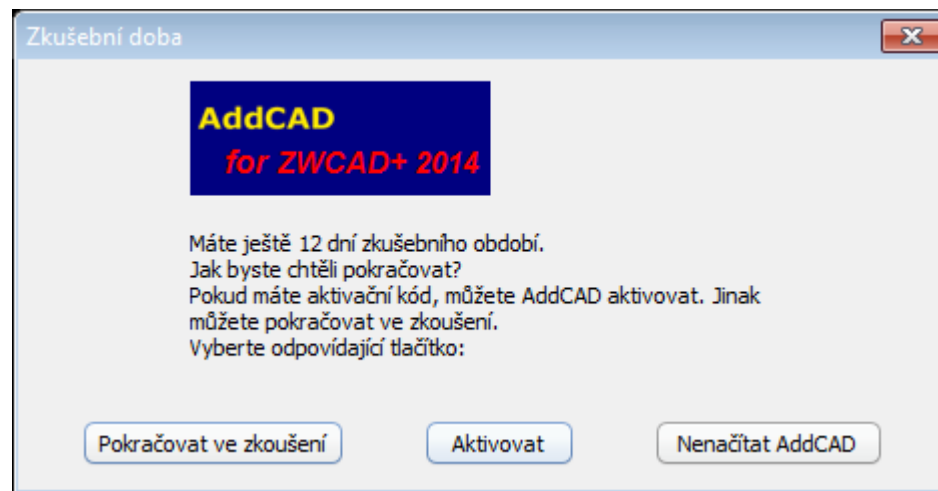 Zkušební doba
AddCAD
for ZWCAD+ 2014
Máte ještě 12 dní zkušebního období.
Jak byste chtěli pokračovat?
Pokud máte aktivační kód, můžete AddCAD aktivovat. Jinak
můžete pokračovat ve zkoušení.
Vyberte odpovídající tlačítko:
Pokračovat ve zkoušení
Aktivovat
Nenačítat AddCAD